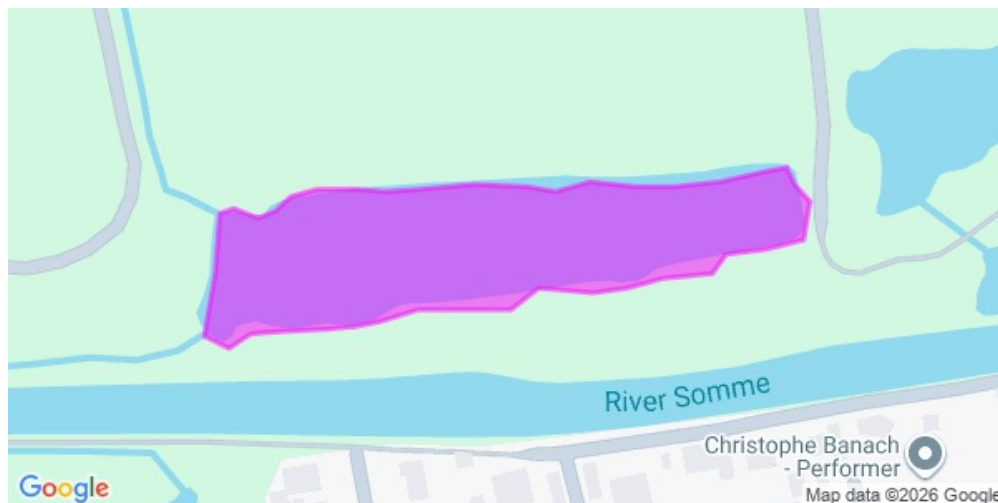 River Somme
Christophe Banach
- Performer
Google
Map data ©2026 Google